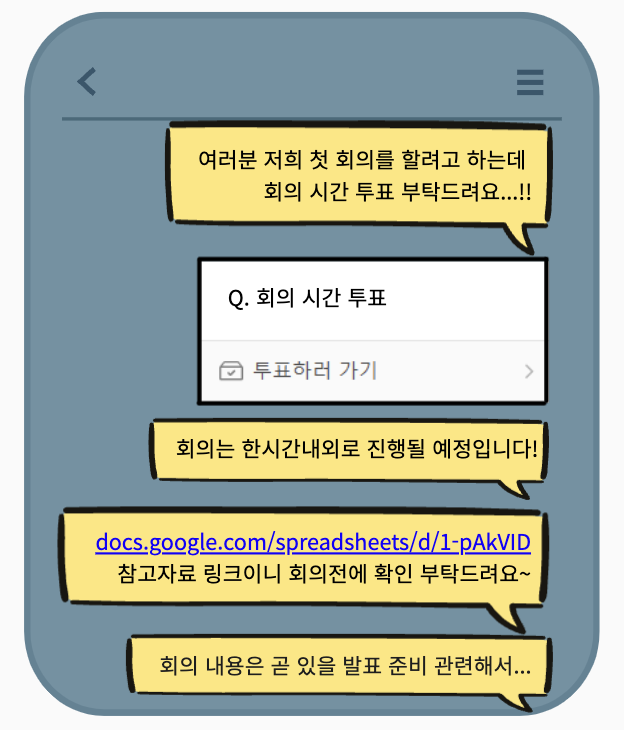 여러분 저희 첫 회의를 할려고 하는데
회의 시간 투표 부탁드려요...!!
Q. 회의 시간 투표
투표하러 가기
회의는 한시간내외로 진행될 예정입니다!
docs.google.com/spreadsheets/d/1-pAkVID
참고자료 링크이니 회의전에 확인 부탁드려요~
회의 내용은 곧 있을 발표 준비 관련해서...